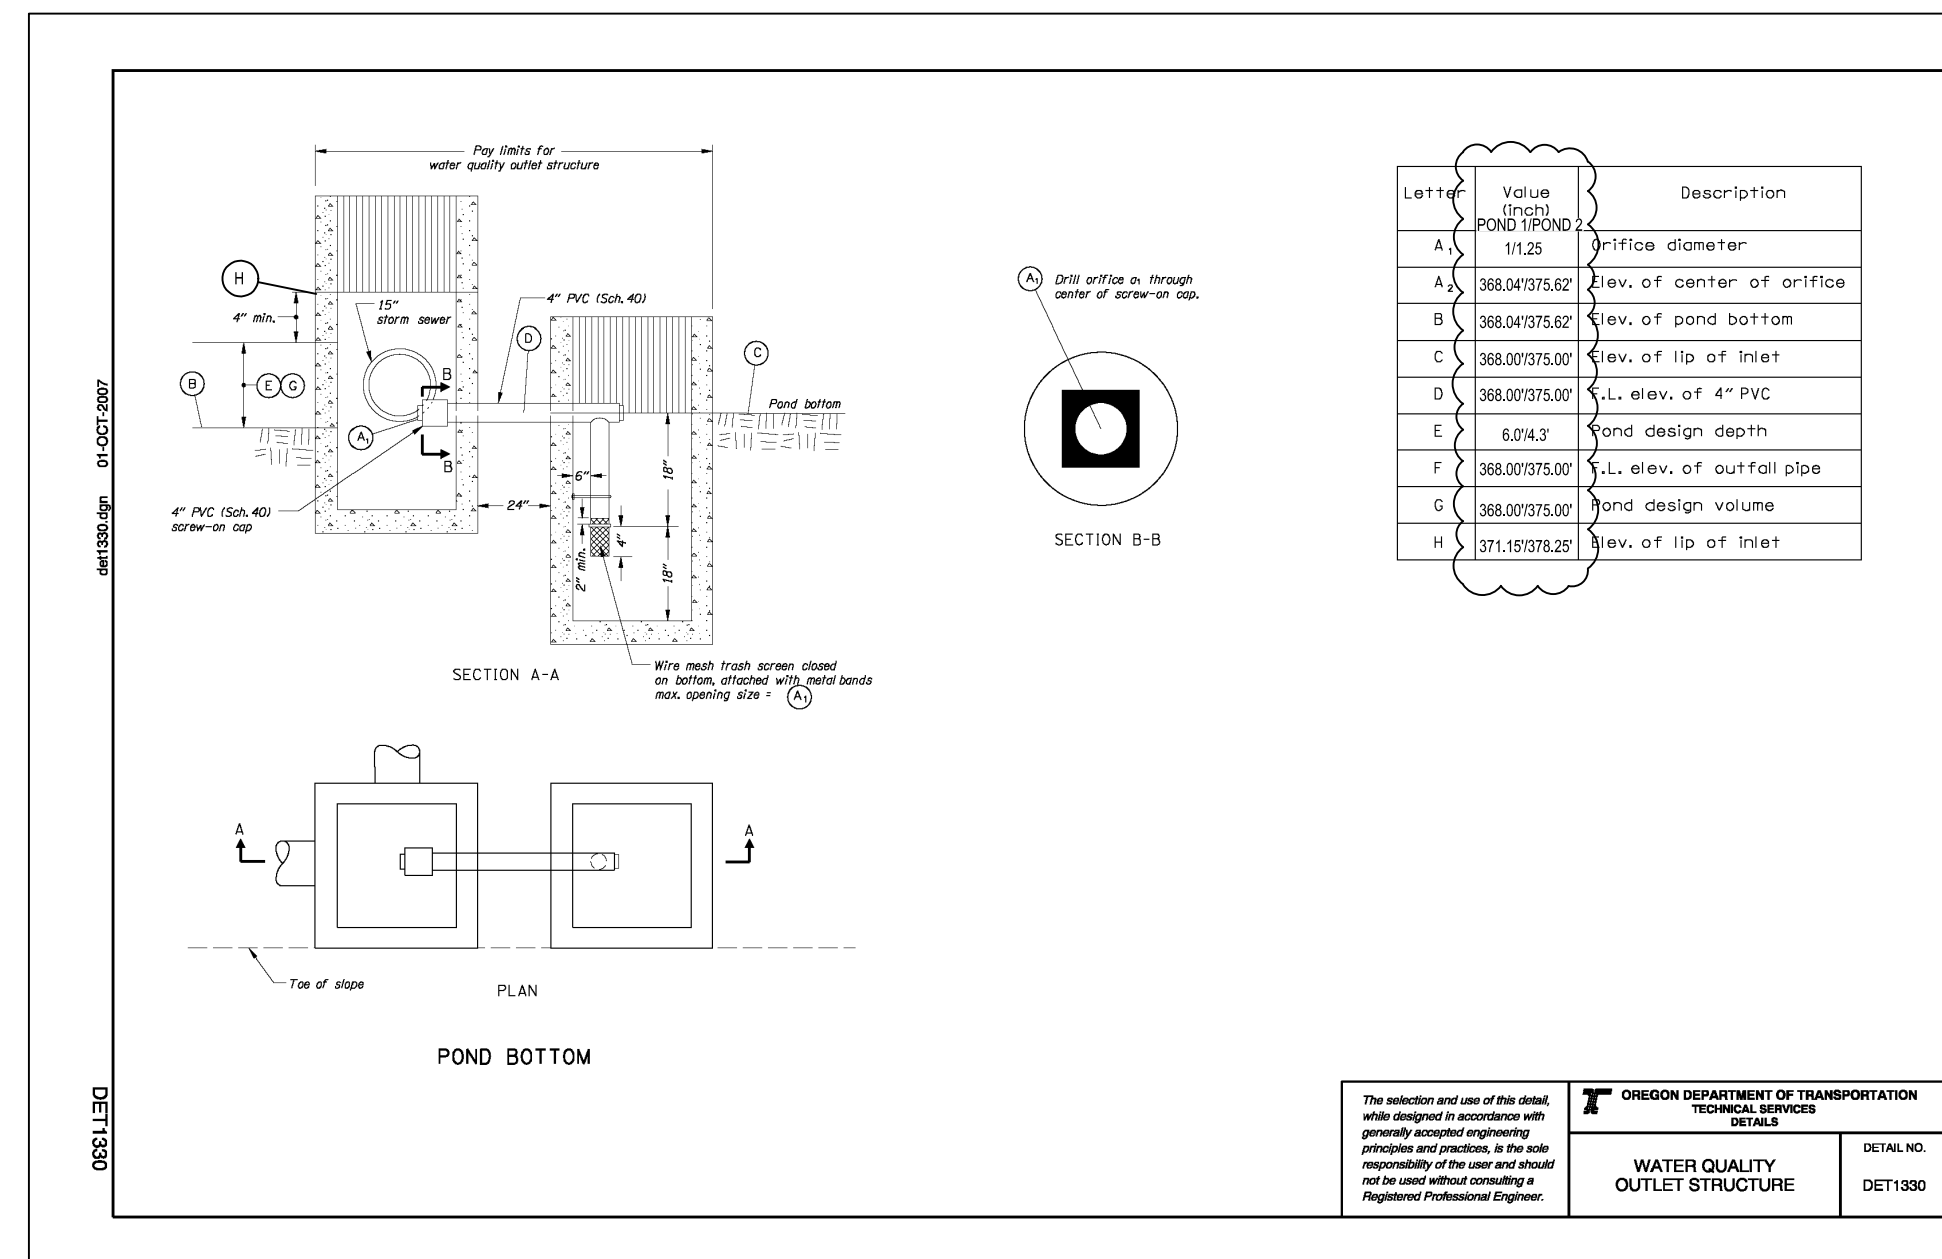 Pay limits for
water quality outlet structure
H
4" min.
15"
storm sewer
4" PVC (Sch. 40)
D
C
B
E G
B
Pond bottom
A1
B
6"
18"
24"
4" PVC (Sch. 40)
screw-on cap
2" min.
4"
18"
SECTION A-A
Wire mesh trash screen closed
on bottom, attached with metal bands
max. opening size = A1
A1 Drill orifice a1 through
center of screw-on cap.
SECTION B-B
Letter Value (inch) POND 1/POND 2 Description
A1 1/1.25 Orifice diameter
A2 368.04'/375.62' Elev. of center of orifice
B 368.04'/375.62' Elev. of pond bottom
C 368.00'/375.00' Elev. of lip of inlet
D 368.00'/375.00' F.L. elev. of 4" PVC
E 6.0'/4.3' Pond design depth
F 368.00'/375.00' F.L. elev. of outfall pipe
G 368.00'/375.00' Pond design volume
H 371.15'/378.25' Elev. of lip of inlet
A A
Toe of slope
PLAN
POND BOTTOM
det1330.dgn 01-OCT-2007
DET1330
The selection and use of this detail,
while designed in accordance with
generally accepted engineering
principles and practices, is the sole
responsibility of the user and should
not be used without consulting a
Registered Professional Engineer.
OREGON DEPARTMENT OF TRANSPORTATION
TECHNICAL SERVICES
DETAILS
WATER QUALITY
OUTLET STRUCTURE
DETAIL NO.
DET1330